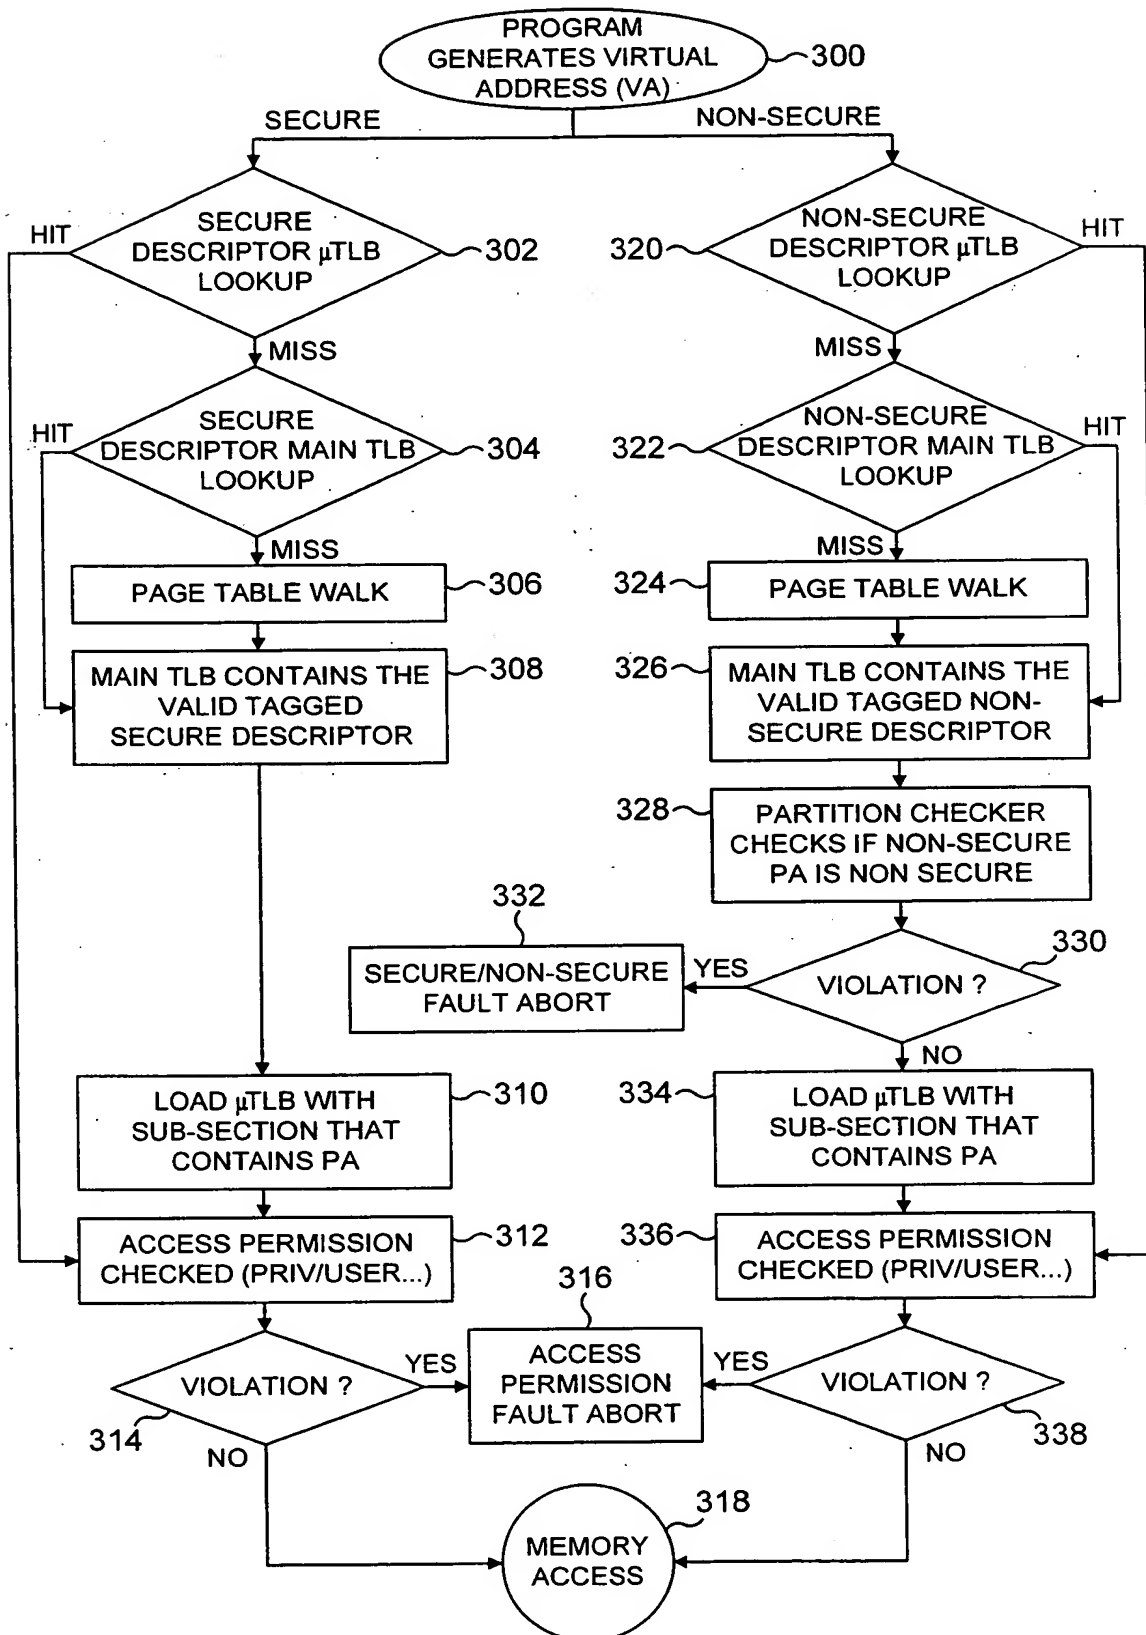 PROGRAM
GENERATES VIRTUAL
ADDRESS (VA)
300
SECURE
NON-SECURE
HIT
SECURE
DESCRIPTOR μTLB
LOOKUP
302
320
NON-SECURE
DESCRIPTOR μTLB
LOOKUP
HIT
MISS
MISS
HIT
SECURE
DESCRIPTOR MAIN TLB
LOOKUP
304
322
NON-SECURE
DESCRIPTOR MAIN TLB
LOOKUP
HIT
MISS
MISS
PAGE TABLE WALK
306
324
PAGE TABLE WALK
MAIN TLB CONTAINS THE
VALID TAGGED
SECURE DESCRIPTOR
308
326
MAIN TLB CONTAINS THE
VALID TAGGED NON-
SECURE DESCRIPTOR
328
PARTITION CHECKER
CHECKS IF NON-SECURE
PA IS NON SECURE
332
SECURE/NON-SECURE
FAULT ABORT
YES
VIOLATION ?
330
NO
LOAD μTLB WITH
SUB-SECTION THAT
CONTAINS PA
310
334
LOAD μTLB WITH
SUB-SECTION THAT
CONTAINS PA
ACCESS PERMISSION
CHECKED (PRIV/USER...)
312
336
ACCESS PERMISSION
CHECKED (PRIV/USER...)
316
VIOLATION ?
YES
ACCESS
PERMISSION
FAULT ABORT
YES
VIOLATION ?
314
NO
NO
338
318
MEMORY
ACCESS